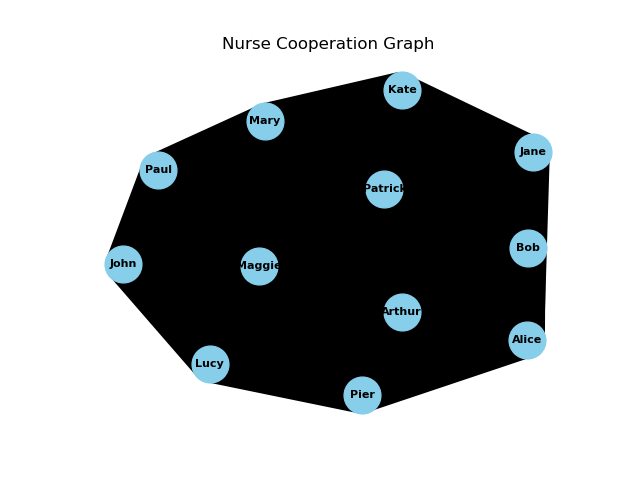 Nurse Cooperation Graph
Kate
Mary
Jane
Paul
Patrick
Bob
John
Maggie
Arthur
Alice
Lucy
Pier